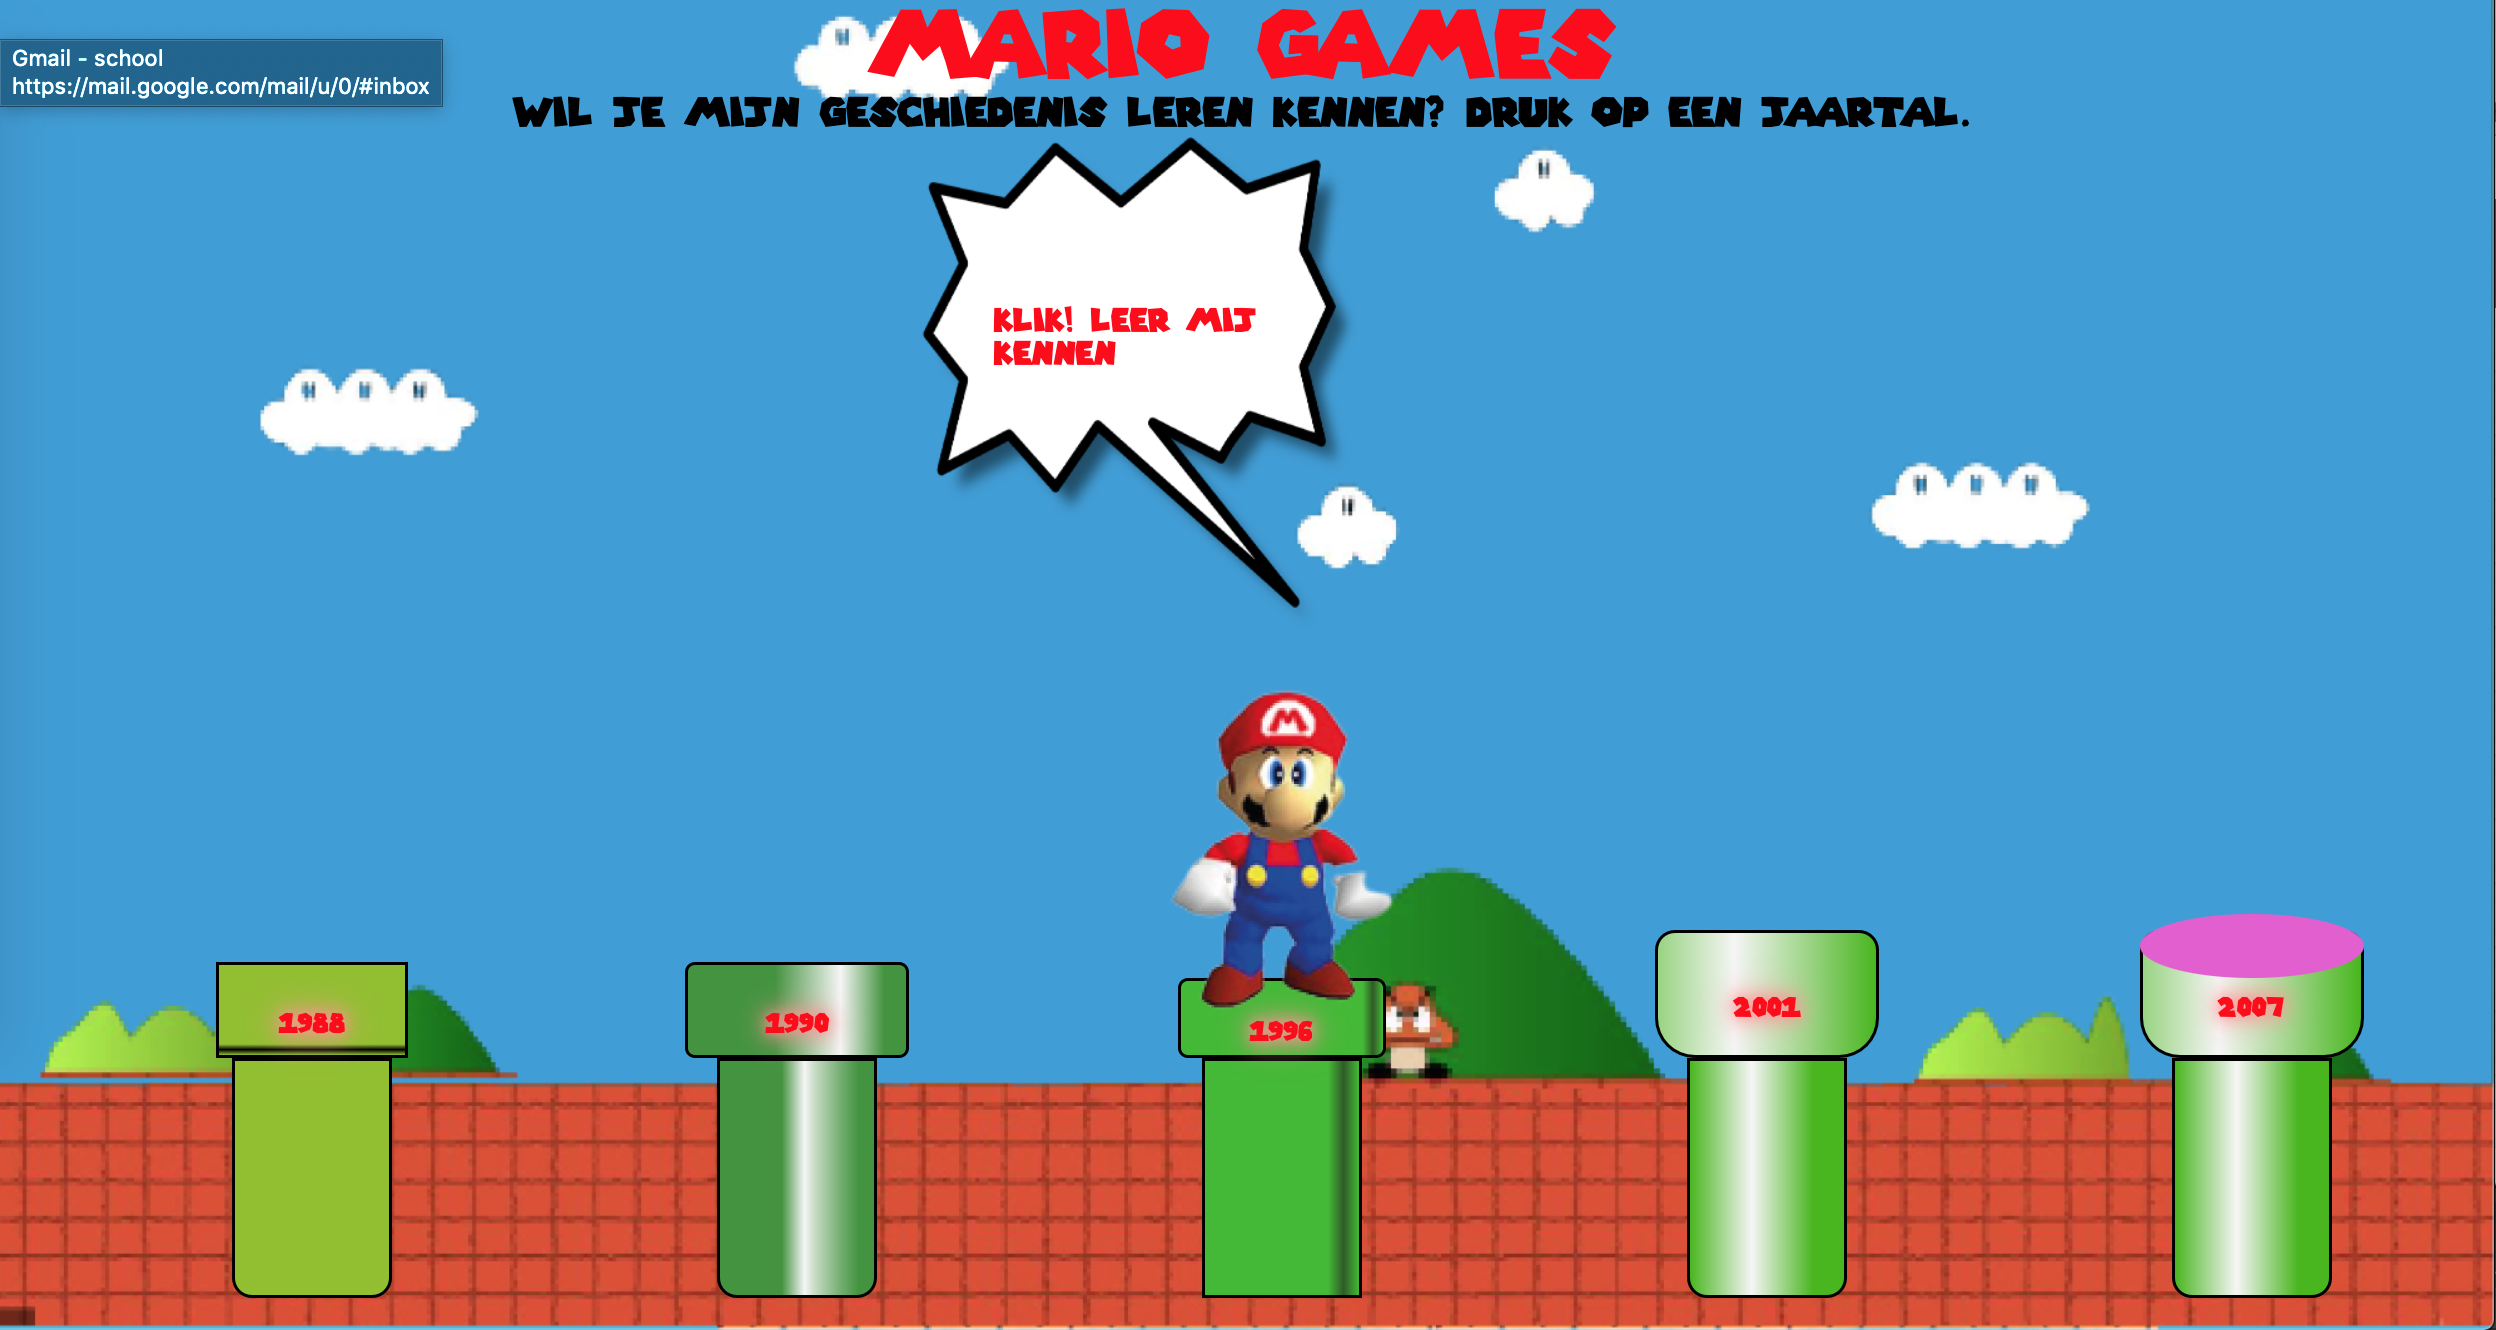 MARIO GAMES
Gmail - school
https://mail.google.com/mail/u/0/#inbox
WIL JE MIJN GESCHIEDENIS LEREN KENNEN? DRUK OP EEN JAARTAL.
KLIK! LEER MIJ
KENNEN
M
1988
1990
1996
2001
2007